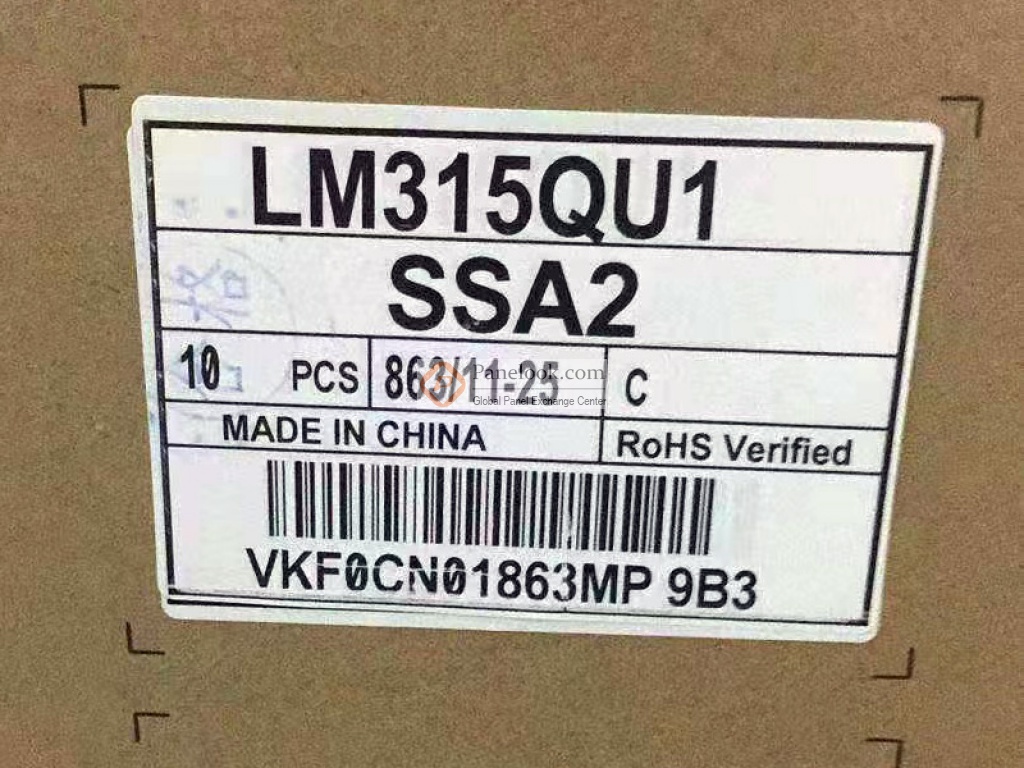 LM315QU1
SSA2
10 PCS 863/11-25 C
Panelook.com
Global Panel Exchange Center
MADE IN CHINA RoHS Verified
VKF0CN01863MP 9B3